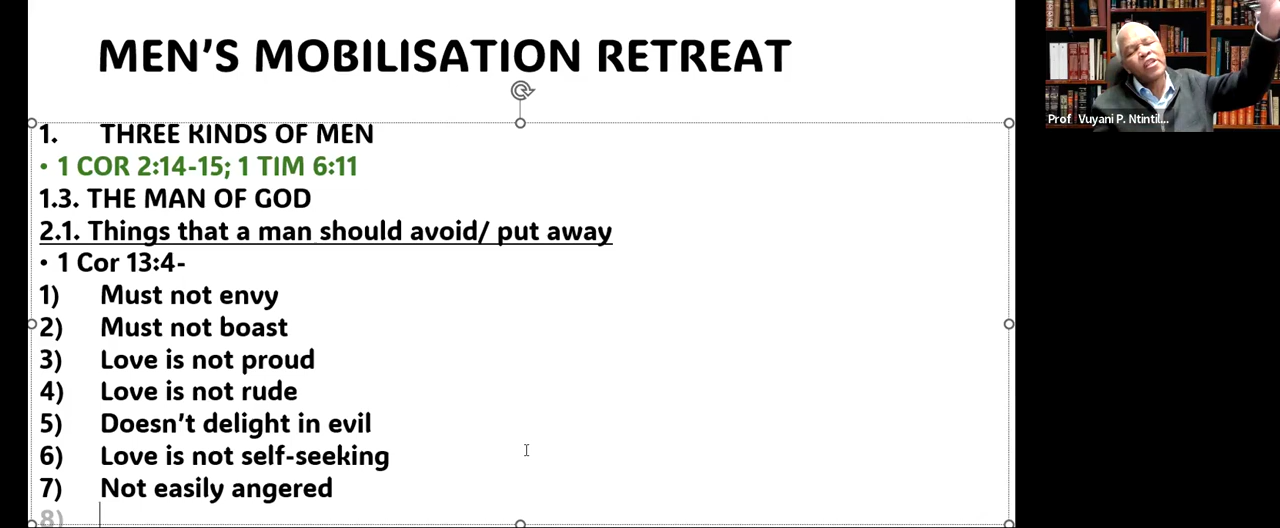 MEN'S MOBILISATION RETREAT
1. THREE KINDS OF MEN
• 1 COR 2:14-15; 1 TIM 6:11
1.3. THE MAN OF GOD
2.1. Things that a man should avoid/ put away
• 1 Cor 13:4-
1) Must not envy
2) Must not boast
3) Love is not proud
4) Love is not rude
5) Doesn't delight in evil
6) Love is not self-seeking
7) Not easily angered
8)
Prof Vuyani P. Ntintil...